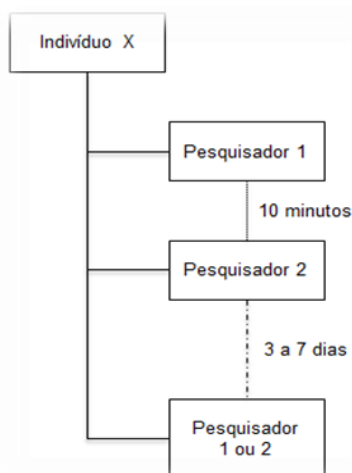 Indivíduo X
Pesquisador 1
10 minutos
Pesquisador 2
3 a 7 dias
Pesquisador
1 ou 2